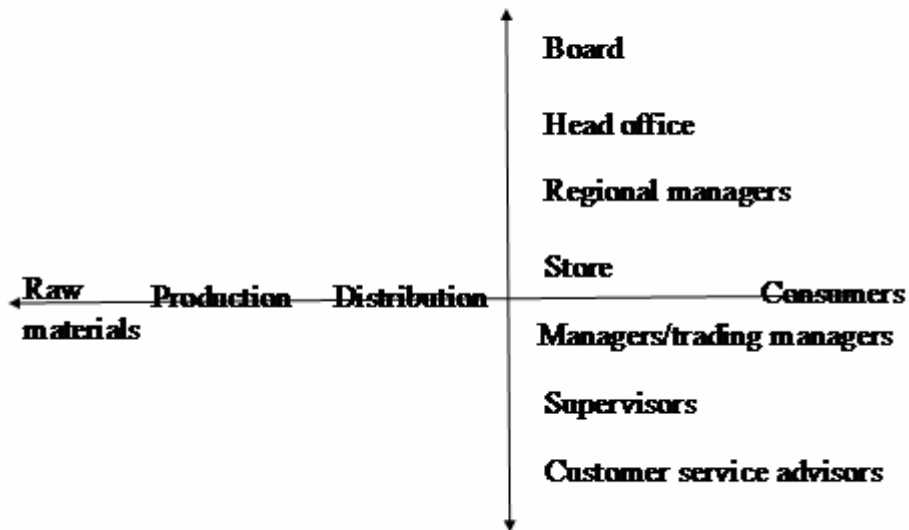 Board
Head office
Regional managers
Store
Raw
materials
Production
Distribution
Consumers
Managers/trading managers
Supervisors
Customer service advisors